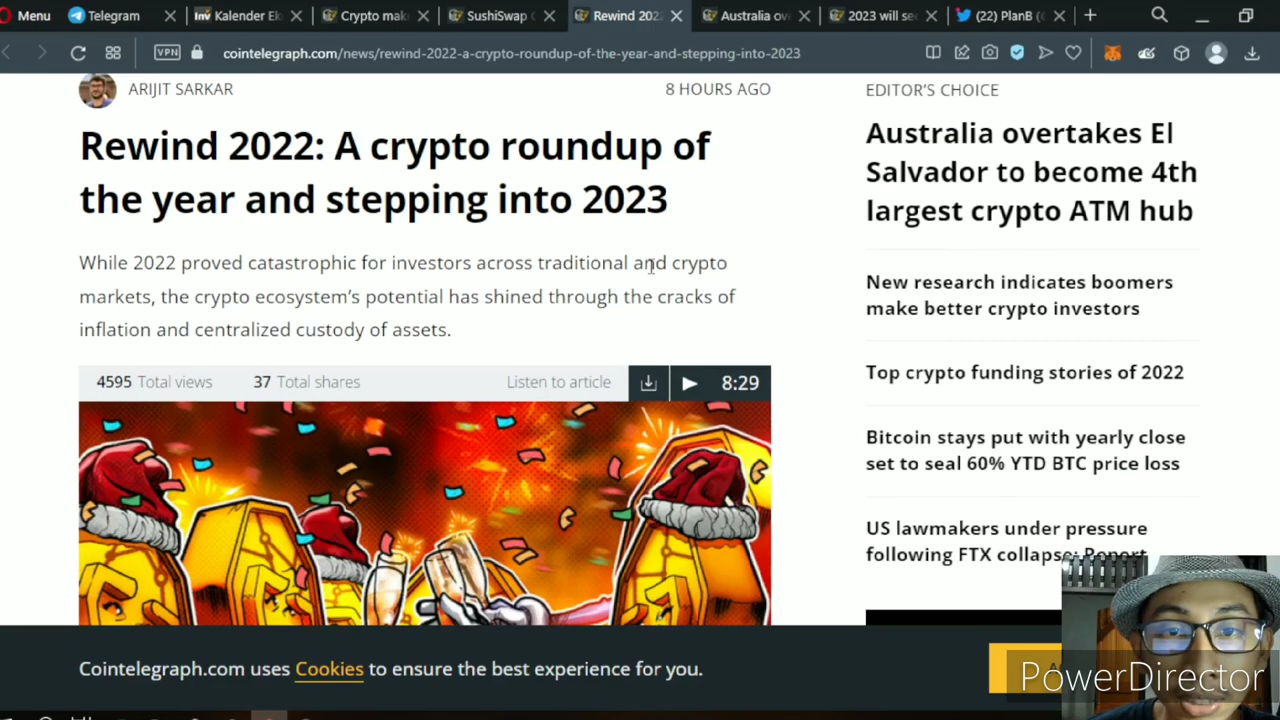 Menu
Telegram
Inv Kalender Ek
Crypto mak
SushiSwap
Rewind 202
Australia ov
2023 will se
(22) PlanB
VPN
cointelegraph.com/news/rewind-2022-a-crypto-roundup-of-the-year-and-stepping-into-2023
ARIJIT SARKAR
8 HOURS AGO
Rewind 2022: A crypto roundup of
the year and stepping into 2023
While 2022 proved catastrophic for investors across traditional and crypto
markets, the crypto ecosystem's potential has shined through the cracks of
inflation and centralized custody of assets.
4595 Total views
37 Total shares
Listen to article
8:29
EDITOR'S CHOICE
Australia overtakes El
Salvador to become 4th
largest crypto ATM hub
New research indicates boomers
make better crypto investors
Top crypto funding stories of 2022
Bitcoin stays put with yearly close
set to seal 60% YTD BTC price loss
US lawmakers under pressure
following FTX collapse: Report
Cointelegraph.com uses Cookies to ensure the best experience for you.
PowerDirector